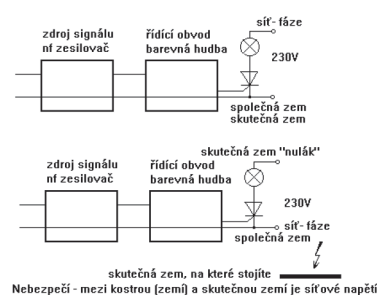 síť- fáze
zdroj signálu
nf zesilovač
řídící obvod
barevná hudba
230V
společná zem
skutečná zem
skutečná zem "nulák"
zdroj signálu
nf zesilovač
řídící obvod
barevná hudba
230V
síť- fáze
společná zem
skutečná zem, na které stojíte
Nebezpečí - mezi kostrou (zemí) a skutečnou zemí je síťové napětí